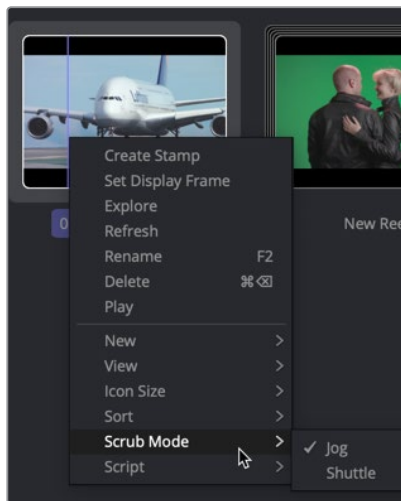 0
New Ree
Create Stamp
Set Display Frame
Explore
Refresh
Rename F2
Delete ⌘⌫
Play
New >
View >
Icon Size >
Sort >
Scrub Mode >
Script >
✓ Jog
Shuttle